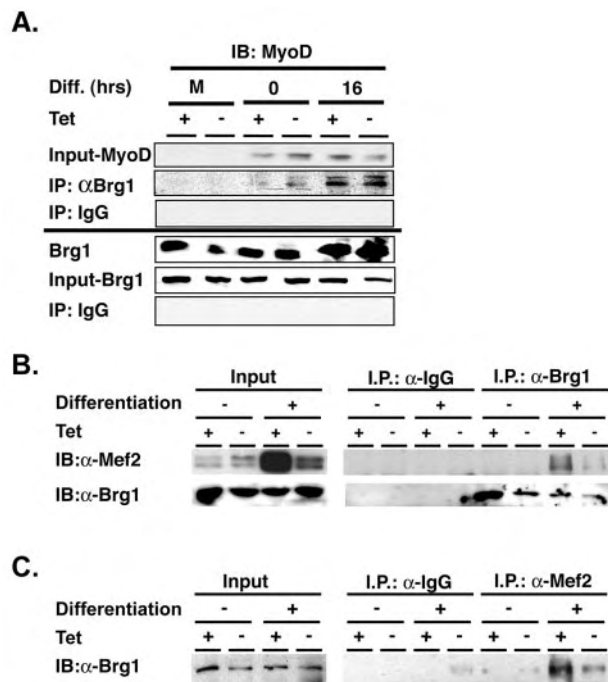 A.
IB: MyoD
Diff. (hrs) M 0 16
Tet + - + - + -
Input-MyoD
IP: αBrg1
IP: IgG
Brg1
Input-Brg1
IP: IgG
B.
Input I.P.: α-IgG I.P.: α-Brg1
Differentiation - + - + - +
Tet + - + - + - + - + - + -
IB:α-Mef2
IB:α-Brg1
C.
Input I.P.: α-IgG I.P.: α-Mef2
Differentiation - + - + - +
Tet + - + - + - + - + - + -
IB:α-Brg1